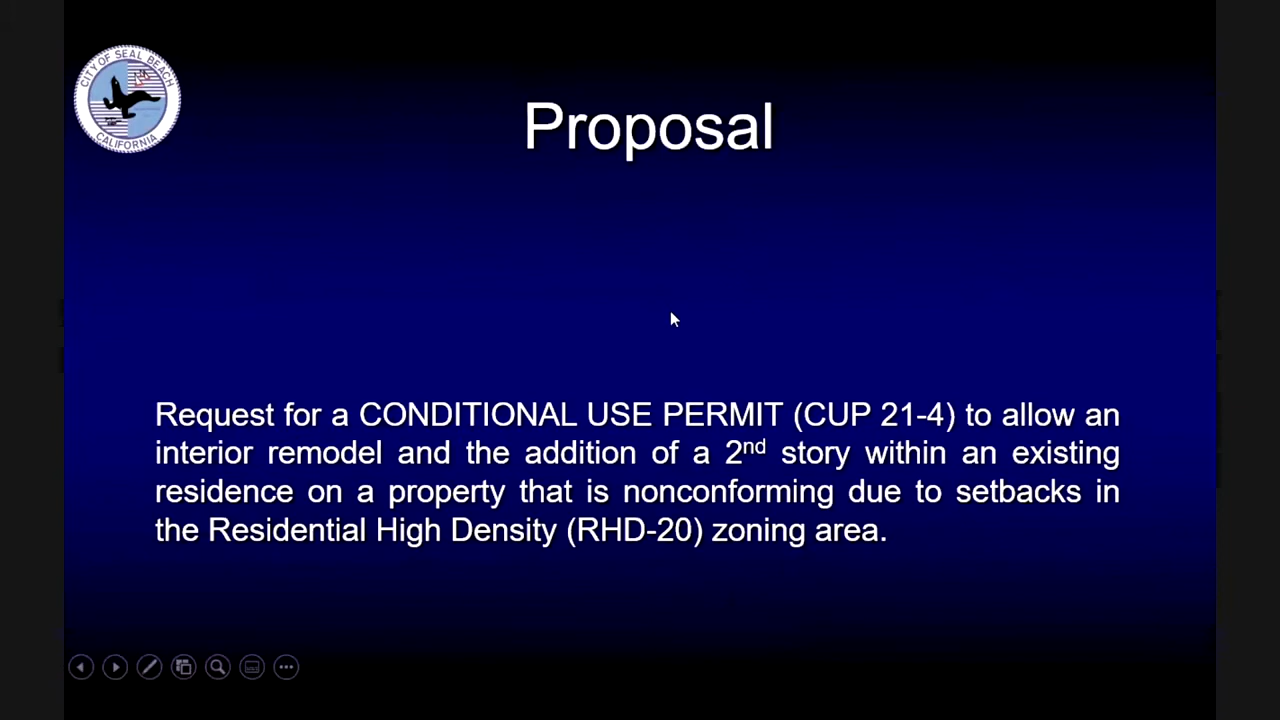 CITY OF SEAL BEACH
CALIFORNIA
Proposal
Request for a CONDITIONAL USE PERMIT (CUP 21-4) to allow an
interior remodel and the addition of a 2nd story within an existing
residence on a property that is nonconforming due to setbacks in
the Residential High Density (RHD-20) zoning area.